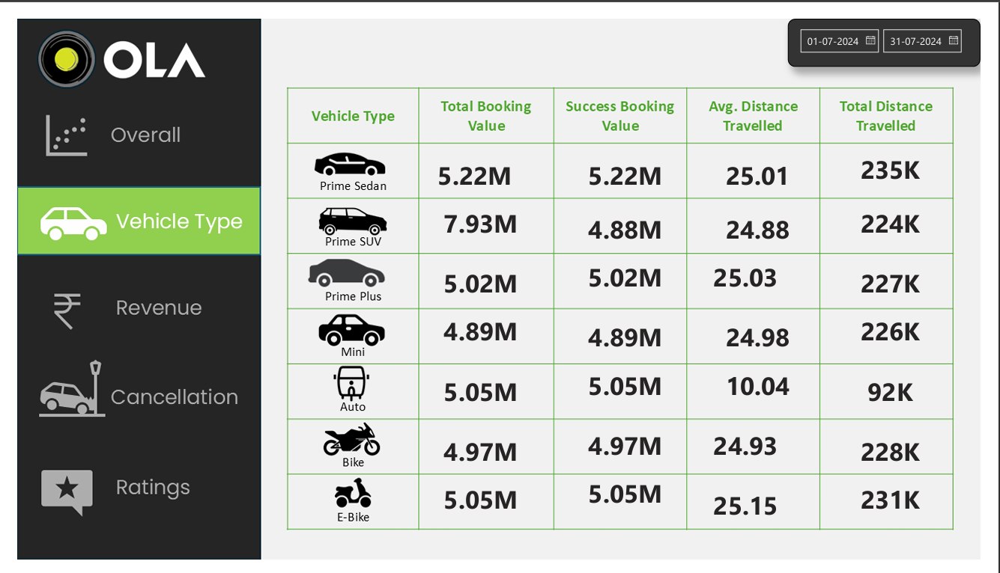 OLA
01-07-2024 31-07-2024
Overall
Vehicle Type
Revenue
Cancellation
Ratings
Vehicle Type
Total Booking
Value
Success Booking
Value
Avg. Distance
Travelled
Total Distance
Travelled
Prime Sedan 5.22M 5.22M 25.01 235K
Prime SUV 7.93M 4.88M 24.88 224K
Prime Plus 5.02M 5.02M 25.03 227K
Mini 4.89M 4.89M 24.98 226K
Auto 5.05M 5.05M 10.04 92K
Bike 4.97M 4.97M 24.93 228K
E-Bike 5.05M 5.05M 25.15 231K